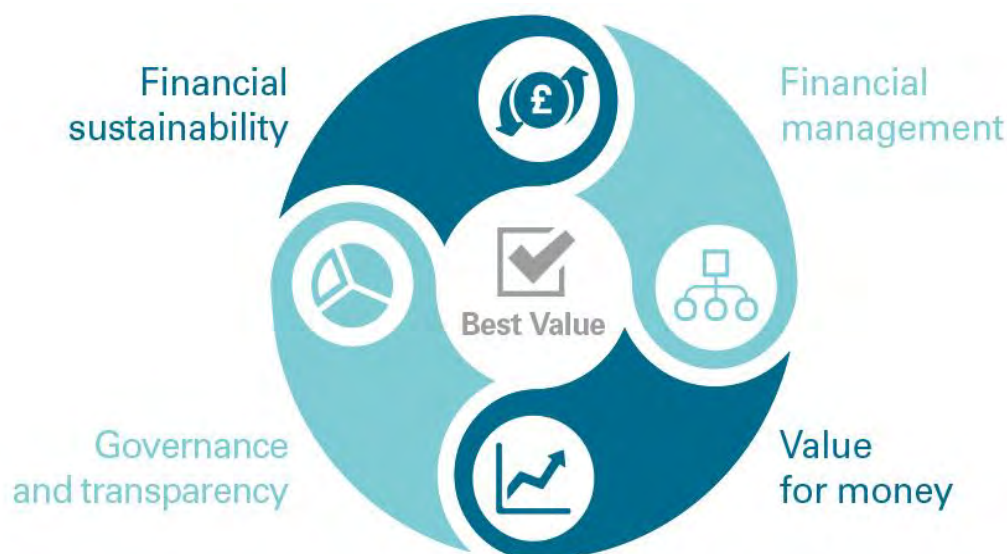 Financial
sustainability
Financial
management
£
Best Value
Governance
and transparency
Value
for money